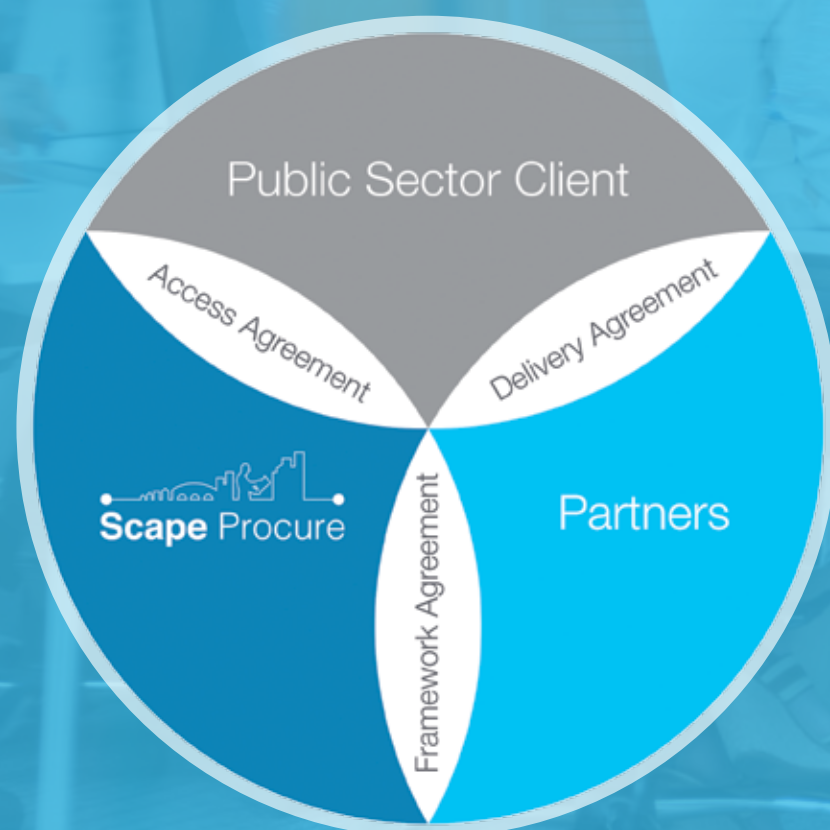 Public Sector Client
Access Agreement
Delivery Agreement
Scape Procure
Partners
Framework Agreement